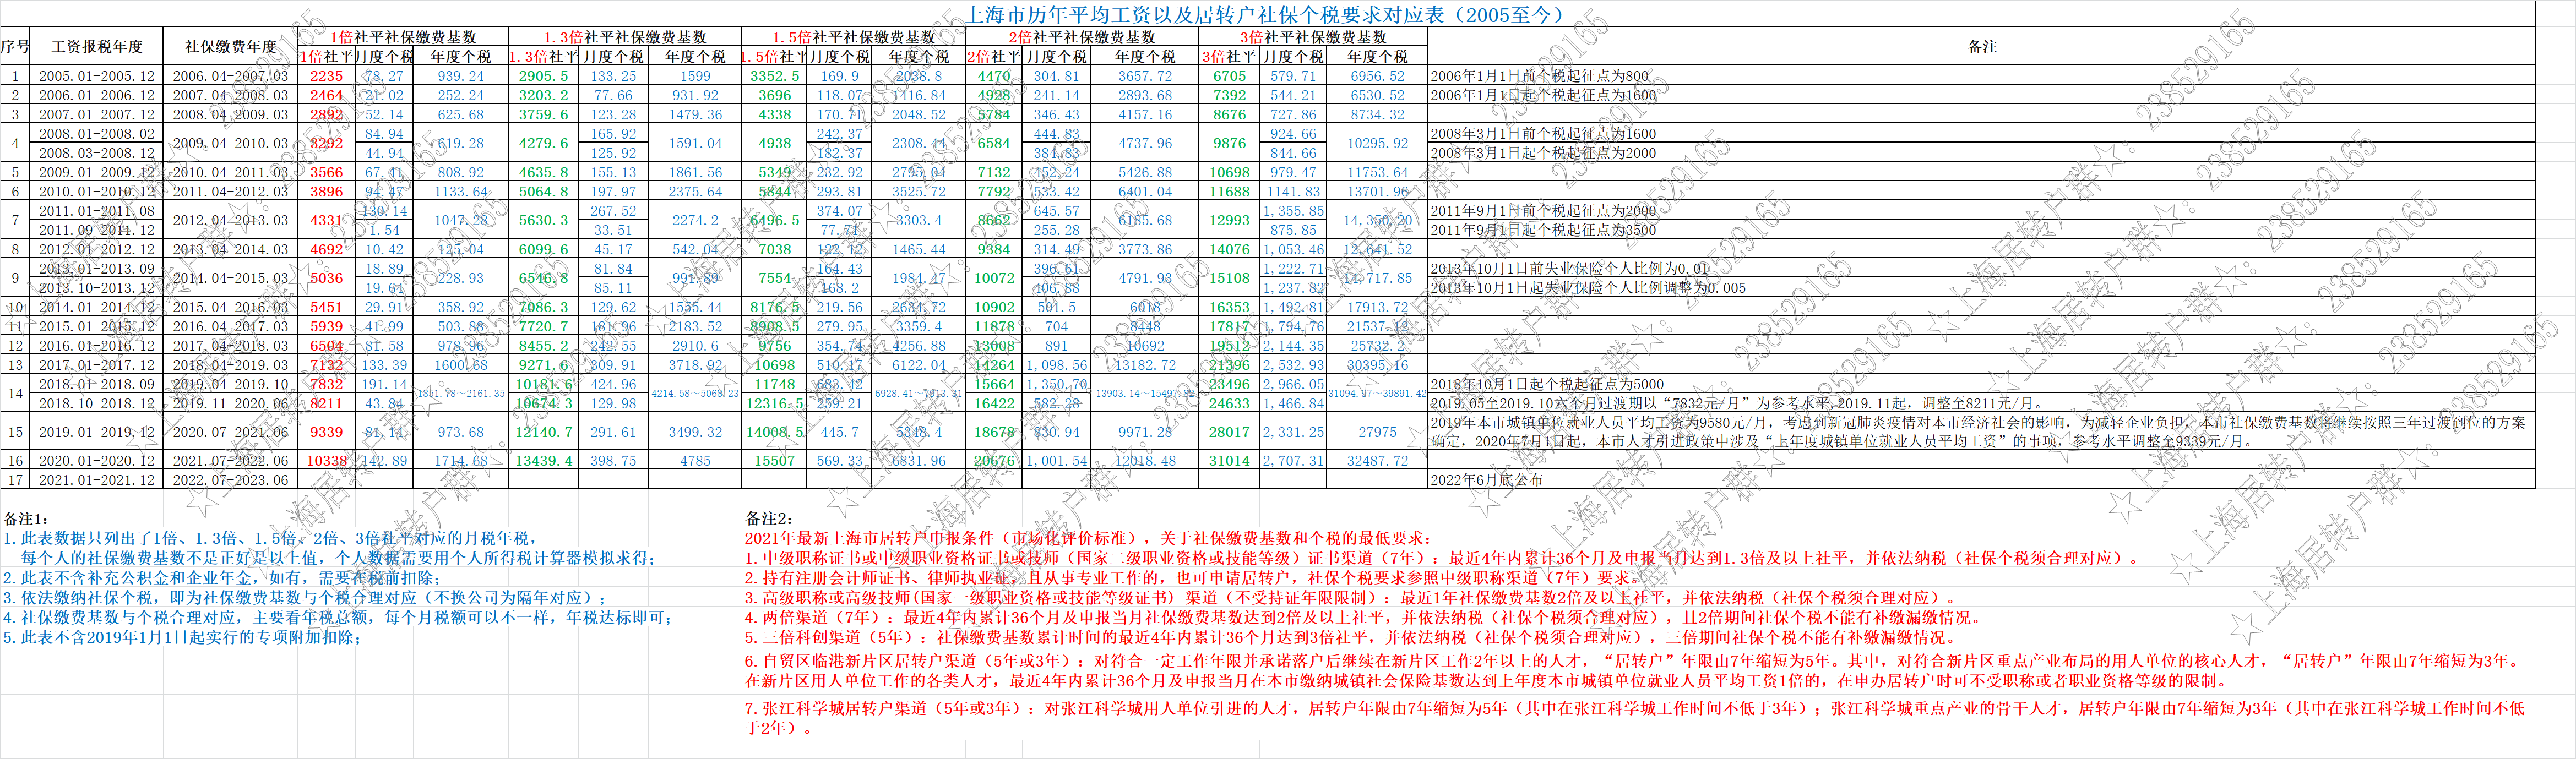 上海市历年平均工资以及居转户社保个税要求对应表（2005至今）
序号 工资报税年度 社保缴费年度 1倍社平社保缴费基数 1.3倍社平社保缴费基数 1.5倍社平社保缴费基数 2倍社平社保缴费基数 3倍社平社保缴费基数 备注
1倍社平 月度个税 年度个税 1.3倍社平 月度个税 年度个税 1.5倍社平 月度个税 年度个税 2倍社平 月度个税 年度个税 3倍社平 月度个税 年度个税
1 2005.01-2005.12 2006.04-2007.03 2235 78.27 939.24 2905.5 133.25 1599 3352.5 169.9 2038.8 4470 304.81 3657.72 6705 579.71 6956.52 2006年1月1日前个税起征点为800
2 2006.01-2006.12 2007.04-2008.03 2464 21.02 252.24 3203.2 77.66 931.92 3696 118.07 1416.84 4928 241.14 2893.68 7392 544.21 6530.52 2006年1月1日起个税起征点为1600
3 2007.01-2007.12 2008.04-2009.03 2892 52.14 625.68 3759.6 123.28 1479.36 4338 170.71 2048.52 5784 346.43 4157.16 8676 727.86 8734.32
4 2008.01-2008.02 2009.04-2010.03 3292 84.94 619.28 4279.6 165.92 1591.04 4938 242.37 2308.44 6584 444.83 4737.96 9876 924.66 10295.92 2008年3月1日前个税起征点为1600
2008.03-2008.12 44.94 125.92 182.37 384.83 844.66 2008年3月1日起个税起征点为2000
5 2009.01-2009.12 2010.04-2011.03 3566 67.41 808.92 4635.8 155.13 1861.56 5349 232.92 2795.04 7132 452.24 5426.88 10698 979.47 11753.64
6 2010.01-2010.12 2011.04-2012.03 3896 94.47 1133.64 5064.8 197.97 2375.64 5844 293.81 3525.72 7792 533.42 6401.04 11688 1141.83 13701.96
7 2011.01-2011.08 2012.04-2013.03 4331 130.14 1047.28 5630.3 267.52 2274.2 6496.5 374.07 3303.4 8662 645.57 6185.68 12993 1,355.85 14,350.20 2011年9月1日前个税起征点为2000
2011.09-2011.12 1.54 33.51 77.71 255.28 875.85 2011年9月1日起个税起征点为3500
8 2012.01-2012.12 2013.04-2014.03 4692 10.42 125.04 6099.6 45.17 542.04 7038 122.12 1465.44 9384 314.49 3773.86 14076 1,053.46 12,641.52
9 2013.01-2013.09 2014.04-2015.03 5036 18.89 228.93 6546.8 81.84 991.89 7554 164.43 1984.47 10072 396.61 4791.93 15108 1,222.71 14,717.85 2013年10月1日前失业保险个人比例为0.01
2013.10-2013.12 19.64 85.11 168.2 406.88 1,237.82 2013年10月1日起失业保险个人比例调整为0.005
10 2014.01-2014.12 2015.04-2016.03 5451 29.91 358.92 7086.3 129.62 1555.44 8176.5 219.56 2634.72 10902 501.5 6018 16353 1,492.81 17913.72
11 2015.01-2015.12 2016.04-2017.03 5939 41.99 503.88 7720.7 181.96 2183.52 8908.5 279.95 3359.4 11878 704 8448 17817 1,794.76 21537.12
12 2016.01-2016.12 2017.04-2018.03 6504 81.58 978.96 8455.2 242.55 2910.6 9756 354.74 4256.88 13008 891 10692 19512 2,144.35 25732.2
13 2017.01-2017.12 2018.04-2019.03 7132 133.39 1600.68 9271.6 309.91 3718.92 10698 510.17 6122.04 14264 1,098.56 13182.72 21396 2,532.93 30395.16
14 2018.01-2018.09 2019.04-2019.10 7832 191.14 1851.78~2161.35 10181.6 424.96 4214.58~5068.23 11748 683.42 6928.41~7913.31 15664 1,350.70 13903.14~15497.82 23496 2,966.05 31094.97~39891.42 2018年10月1日起个税起征点为5000
2018.10-2018.12 2019.11-2020.06 8211 43.84 10674.3 129.98 12316.5 259.21 16422 582.28 24633 1,466.84 2019.05至2019.10六个月过渡期以“7832元/月”为参考水平,2019.11起，调整至8211元/月。
15 2019.01-2019.12 2020.07-2021.06 9339 81.14 973.68 12140.7 291.61 3499.32 14008.5 445.7 5348.4 18678 830.94 9971.28 28017 2,331.25 27975 2019年本市城镇单位就业人员平均工资为9580元/月，考虑到新冠肺炎疫情对本市经济社会的影响，为减轻企业负担，本市社保缴费基数将继续按照三年过渡到位的方案
确定，2020年7月1日起，本市人才引进政策中涉及“上年度城镇单位就业人员平均工资”的事项，参考水平调整至9339元/月。
16 2020.01-2020.12 2021.07-2022.06 10338 142.89 1714.68 13439.4 398.75 4785 15507 569.33 6831.96 20676 1,001.54 12018.48 31014 2,707.31 32487.72
17 2021.01-2021.12 2022.07-2023.06 2022年6月底公布
备注1：
1.此表数据只列出了1倍、1.3倍、1.5倍、2倍、3倍社平对应的月税年税，
每个人的社保缴费基数不是正好是以上值，个人数据需要用个人所得税计算器模拟求得；
2.此表不含补充公积金和企业年金，如有，需要在税前扣除；
3.依法缴纳社保个税，即为社保缴费基数与个税合理对应（不换公司为隔年对应）；
4.社保缴费基数与个税合理对应，主要看年税总额，每个月税额可以不一样，年税达标即可；
5.此表不含2019年1月1日起实行的专项附加扣除；
备注2：
2021年最新上海市居转户申报条件（市场化评价标准），关于社保缴费基数和个税的最低要求：
1.中级职称证书或中级职业资格证书或技师（国家二级职业资格或技能等级）证书渠道（7年）：最近4年内累计36个月及申报当月达到1.3倍及以上社平，并依法纳税（社保个税须合理对应）。
2.持有注册会计师证书、律师执业证，且从事专业工作的，也可申请居转户，社保个税要求参照中级职称渠道（7年）要求。
3.高级职称或高级技师(国家一级职业资格或技能等级证书）渠道（不受持证年限限制）：最近1年社保缴费基数2倍及以上社平，并依法纳税（社保个税须合理对应）。
4.两倍渠道（7年）：最近4年内累计36个月及申报当月社保缴费基数达到2倍及以上社平，并依法纳税（社保个税须合理对应），且2倍期间社保个税不能有补缴漏缴情况。
5.三倍科创渠道（5年）：社保缴费基数累计时间的最近4年内累计36个月达到3倍社平，并依法纳税（社保个税须合理对应），三倍期间社保个税不能有补缴漏缴情况。
6.自贸区临港新片区居转户渠道（5年或3年）：对符合一定工作年限并承诺落户后继续在新片区工作2年以上的人才，“居转户”年限由7年缩短为5年。其中，对符合新片区重点产业布局的用人单位的核心人才，“居转户”年限由7年缩短为3年。
在新片区用人单位工作的各类人才，最近4年内累计36个月及申报当月在本市缴纳城镇社会保险基数达到上年度本市城镇单位就业人员平均工资1倍的，在申办居转户时可不受职称或者职业资格等级的限制。
7.张江科学城居转户渠道（5年或3年）：对张江科学城用人单位引进的人才，居转户年限由7年缩短为5年（其中在张江科学城工作时间不低于3年）；张江科学城重点产业的骨干人才，居转户年限由7年缩短为3年（其中在张江科学城工作时间不低
于2年）。
☆上海居转户群☆：238529165